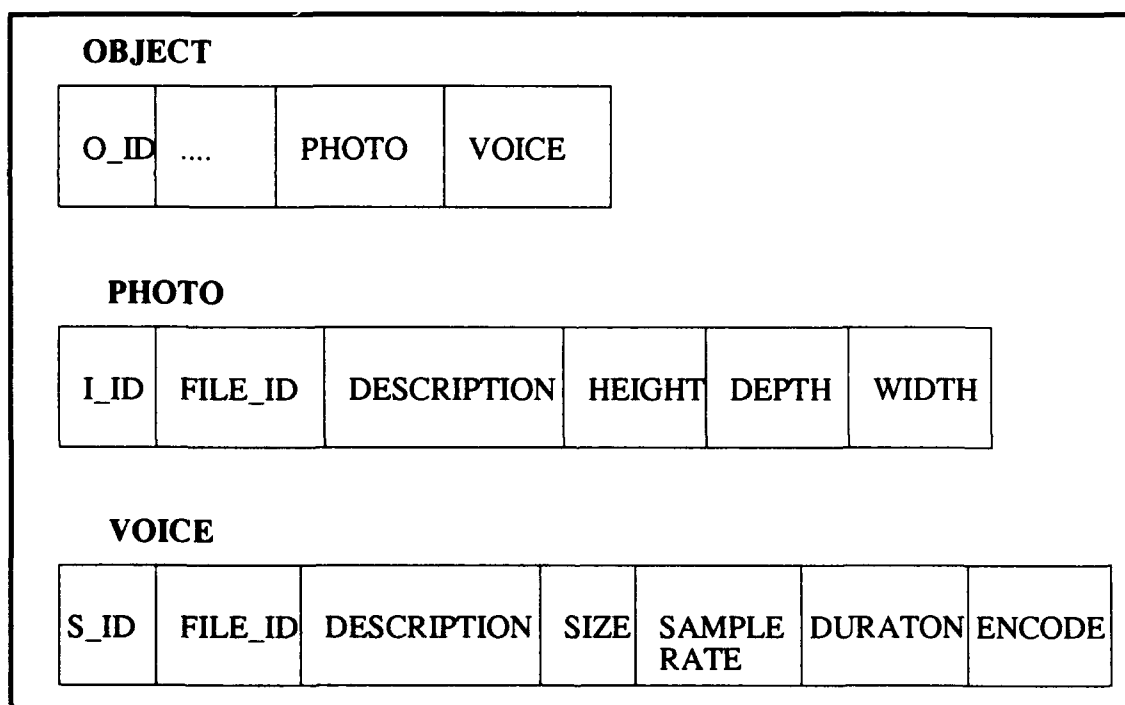 OBJECT
O_ID .... PHOTO VOICE
PHOTO
I_ID FILE_ID DESCRIPTION HEIGHT DEPTH WIDTH
VOICE
S_ID FILE_ID DESCRIPTION SIZE SAMPLE RATE DURATON ENCODE